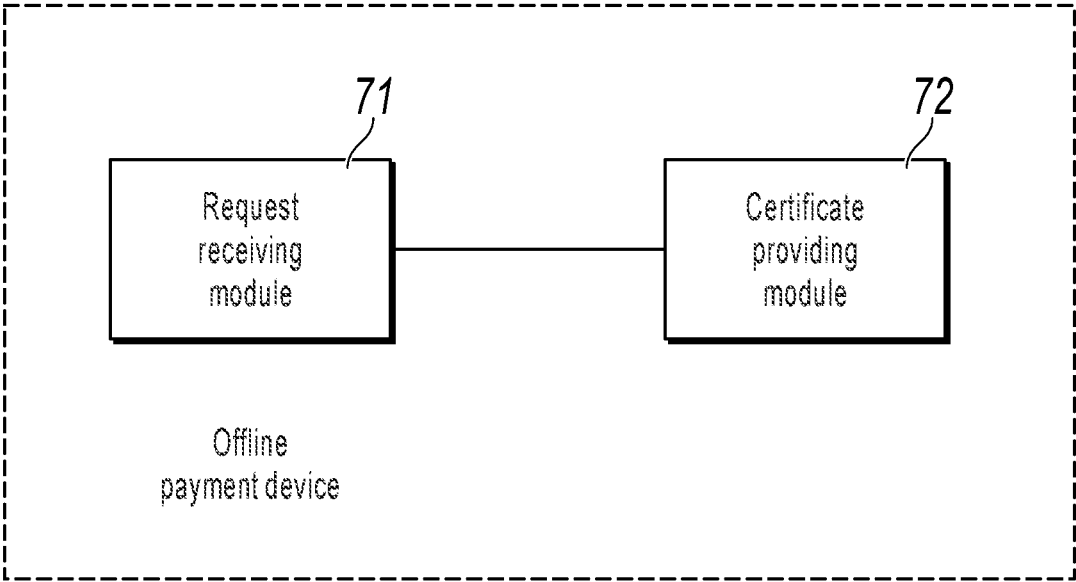 71
72
Request
receiving
module
Certificate
providing
module
Offline
payment device